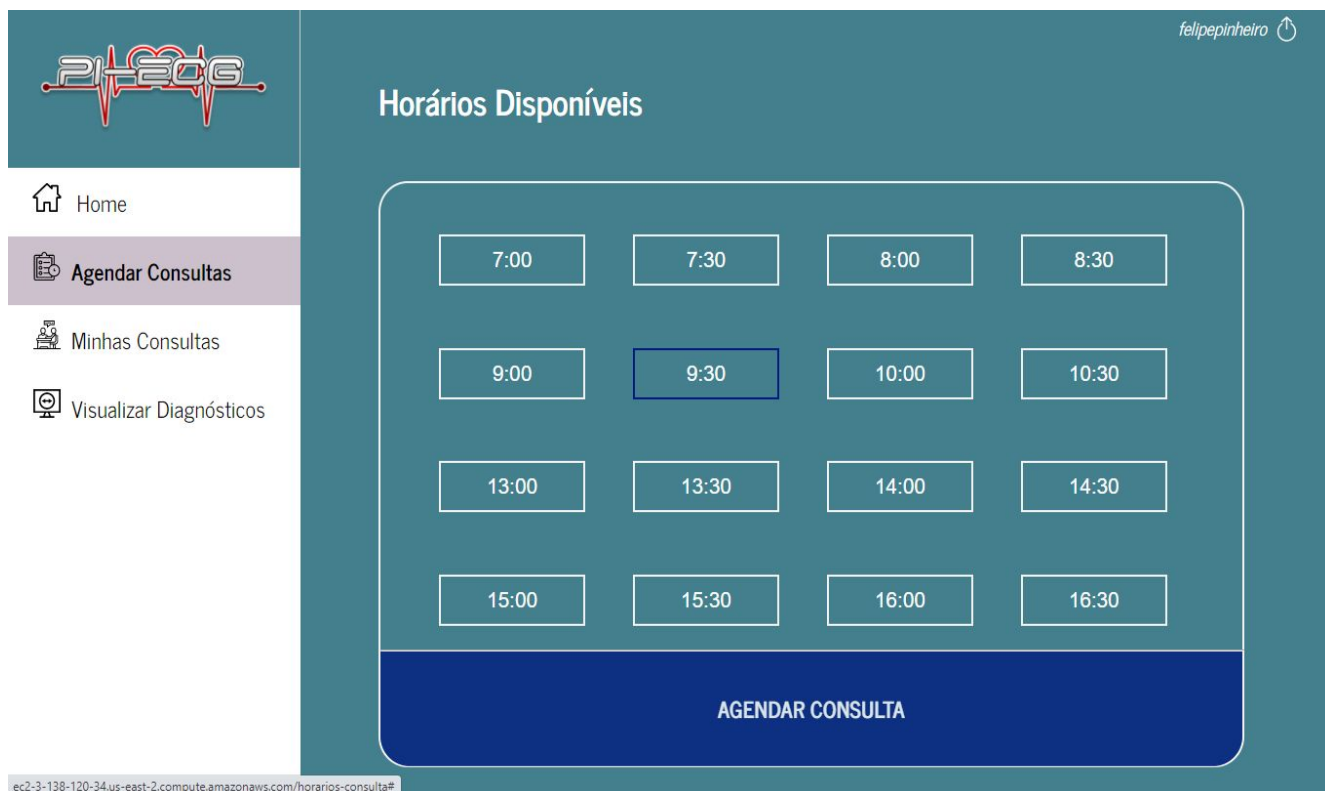 felipepinheiro
PI-ECG
Horários Disponíveis
Home
Agendar Consultas
Minhas Consultas
Visualizar Diagnósticos
7:00 7:30 8:00 8:30
9:00 9:30 10:00 10:30
13:00 13:30 14:00 14:30
15:00 15:30 16:00 16:30
AGENDAR CONSULTA
ec2-3-138-120-34.us-east-2.compute.amazonaws.com/horarios-consulta#